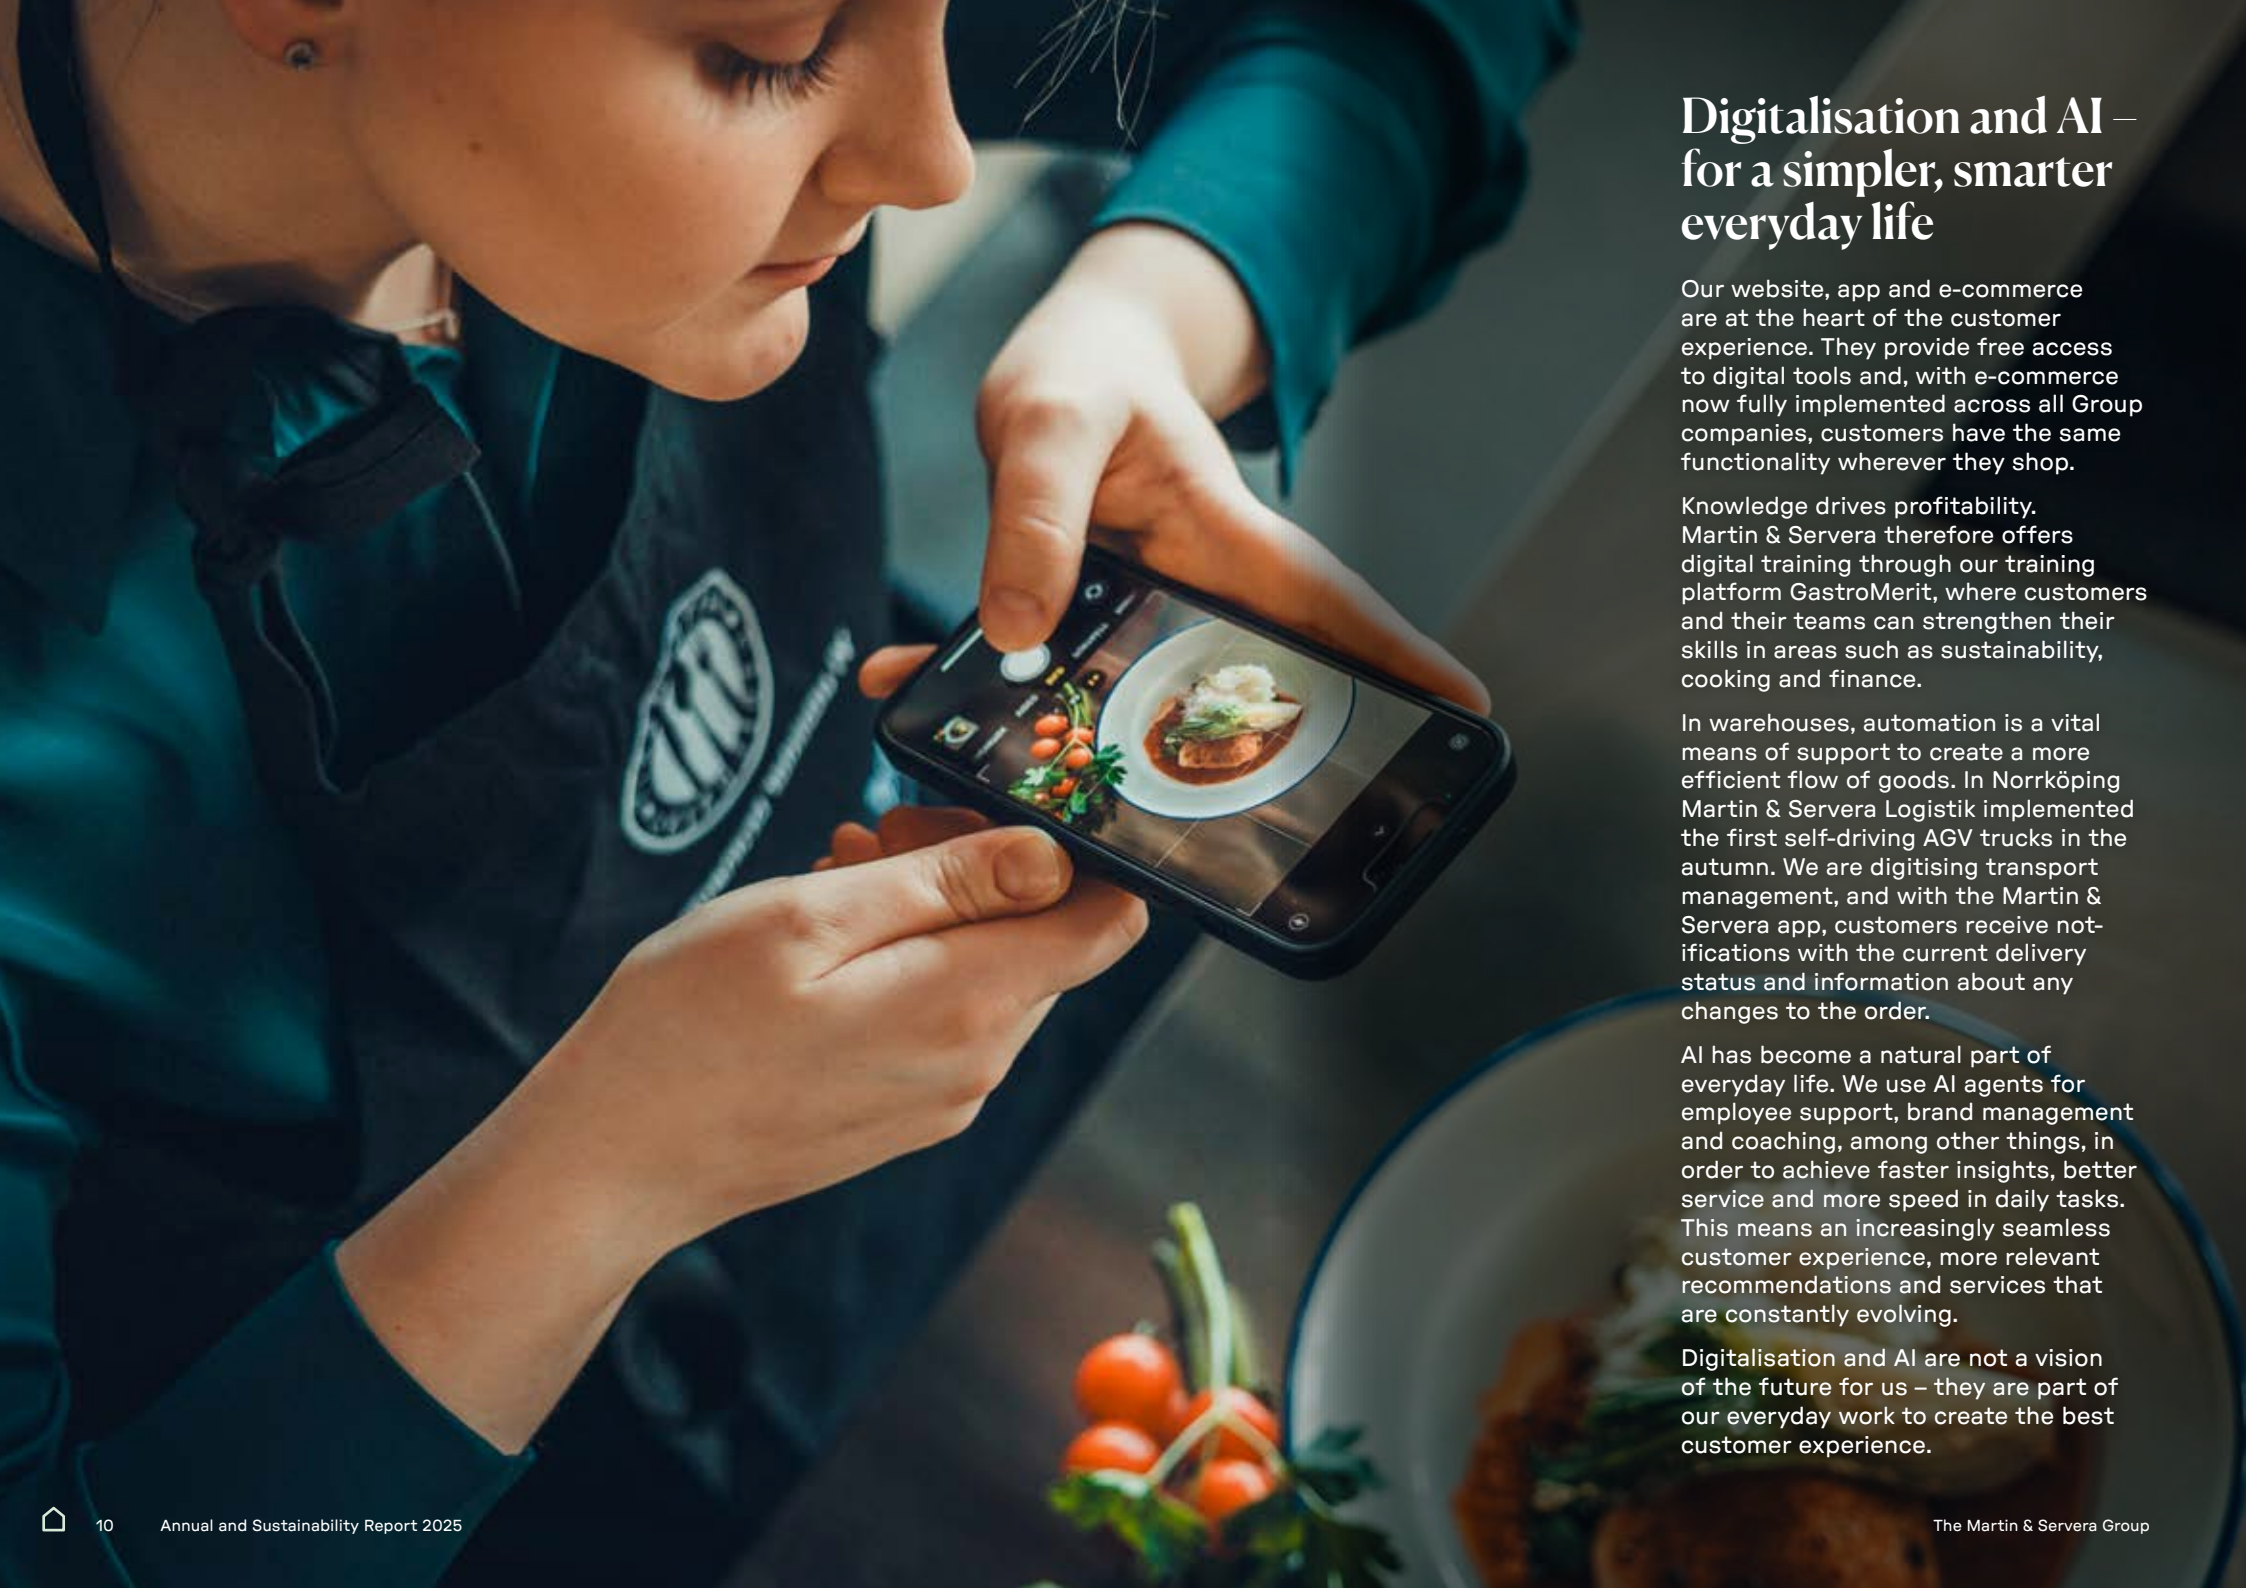 Digitalisation and AI –
for a simpler, smarter
everyday life
Our website, app and e-commerce
are at the heart of the customer
experience. They provide free access
to digital tools and, with e-commerce
now fully implemented across all Group
companies, customers have the same
functionality wherever they shop.
Knowledge drives profitability.
Martin & Servera therefore offers
digital training through our training
platform GastroMerit, where customers
and their teams can strengthen their
skills in areas such as sustainability,
cooking and finance.
In warehouses, automation is a vital
means of support to create a more
efficient flow of goods. In Norrköping
Martin & Servera Logistik implemented
the first self-driving AGV trucks in the
autumn. We are digitising transport
management, and with the Martin &
Servera app, customers receive not-
ifications with the current delivery
status and information about any
changes to the order.
AI has become a natural part of
everyday life. We use AI agents for
employee support, brand management
and coaching, among other things, in
order to achieve faster insights, better
service and more speed in daily tasks.
This means an increasingly seamless
customer experience, more relevant
recommendations and services that
are constantly evolving.
Digitalisation and AI are not a vision
of the future for us – they are part of
our everyday work to create the best
customer experience.
10 Annual and Sustainability Report 2025
The Martin & Servera Group